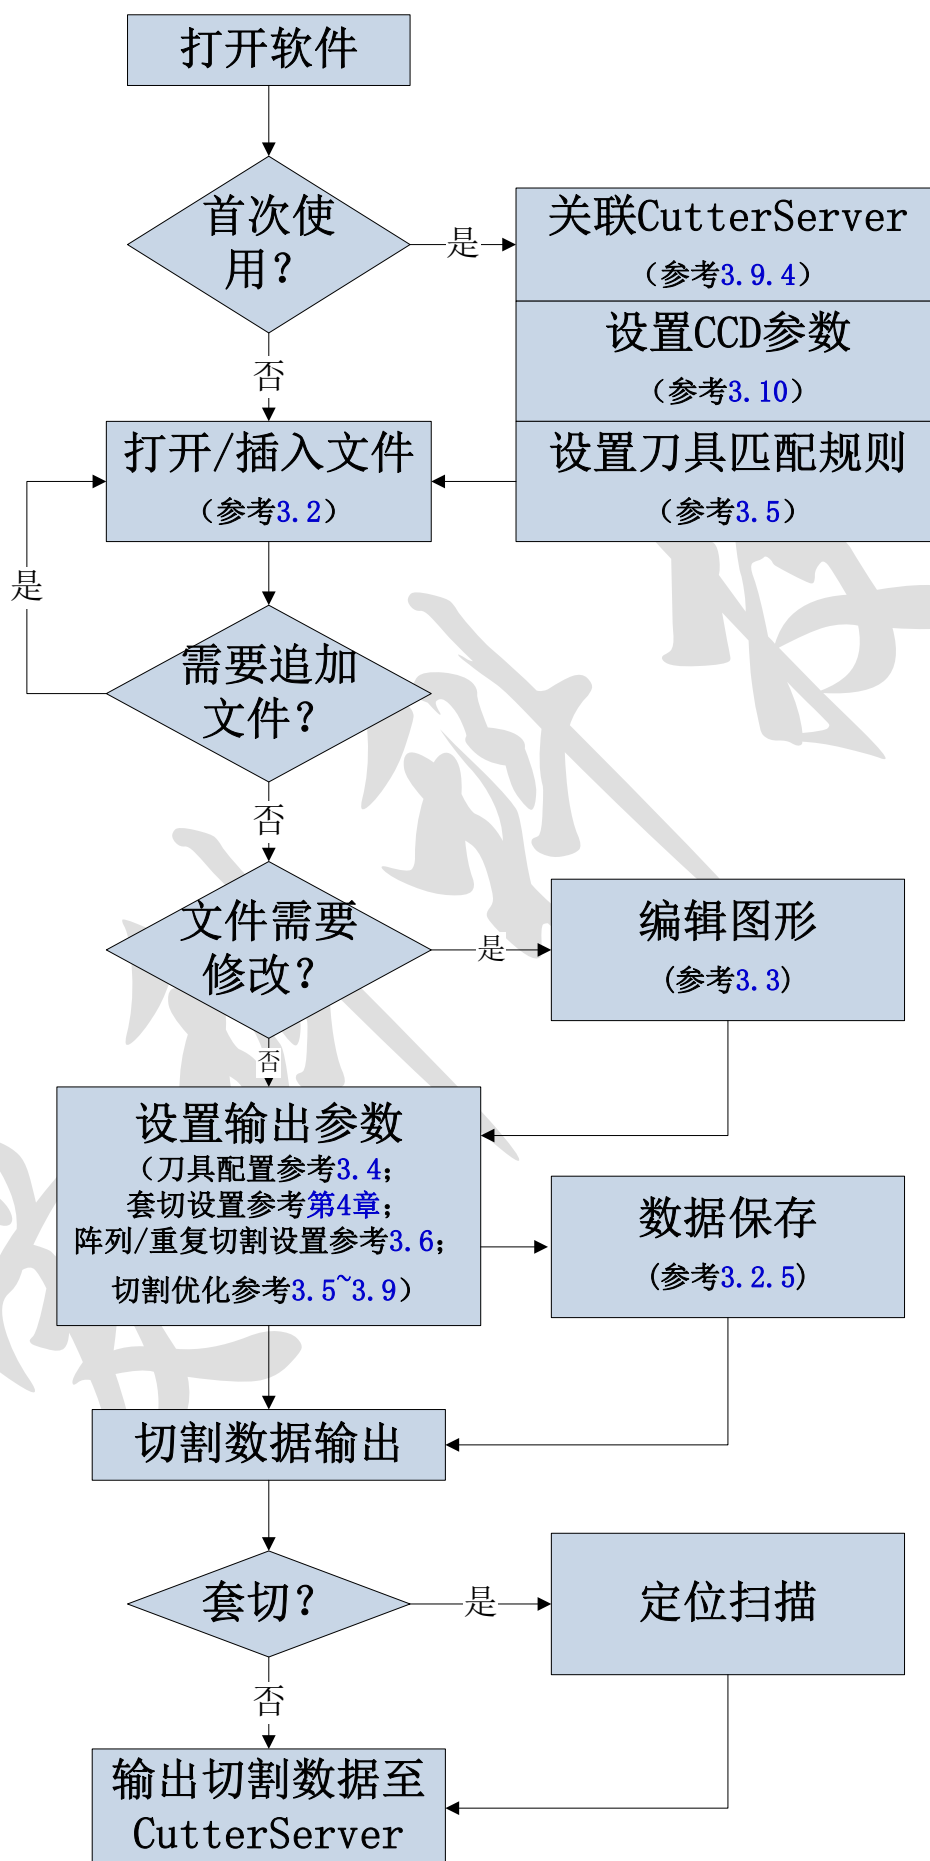 打开软件
首次使
用？
是
关联CutterServer
（参考3.9.4）
设置CCD参数
（参考3.10）
设置刀具匹配规则
（参考3.5）
否
打开/插入文件
（参考3.2）
是
需要追加
文件？
否
文件需要
修改？
是
编辑图形
(参考3.3)
否
设置输出参数
（刀具配置参考3.4；
套切设置参考第4章；
阵列/重复切割设置参考3.6；
切割优化参考3.5~3.9）
数据保存
(参考3.2.5)
切割数据输出
套切？
是
定位扫描
否
输出切割数据至
CutterServer